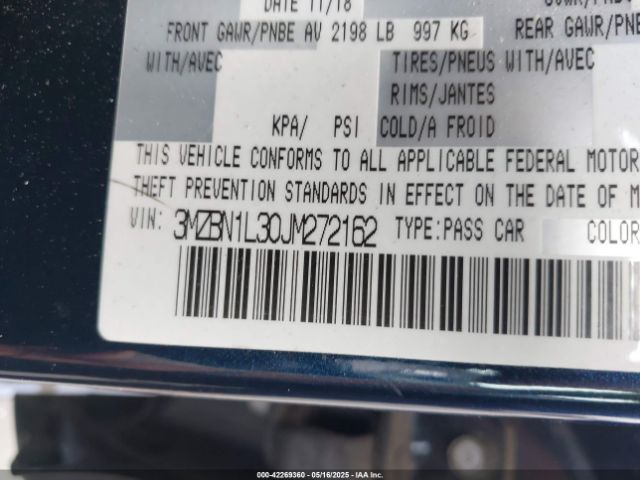 DATE 11/18
FRONT GAWR/PNBE AV 2198 LB 997 KG REAR GAWR/PNBE
WITH/AVEC TIRES/PNEUS WITH/AVEC
RIMS/JANTES
KPA/ PSI COLD/A FROID
THIS VEHICLE CONFORMS TO ALL APPLICABLE FEDERAL MOTOR
THEFT PREVENTION STANDARDS IN EFFECT ON THE DATE OF M
VIN: 3MZBN1L30JM272162 TYPE:PASS CAR COLOR
000-42269360 - 05/16/2025 - IAAI.COM